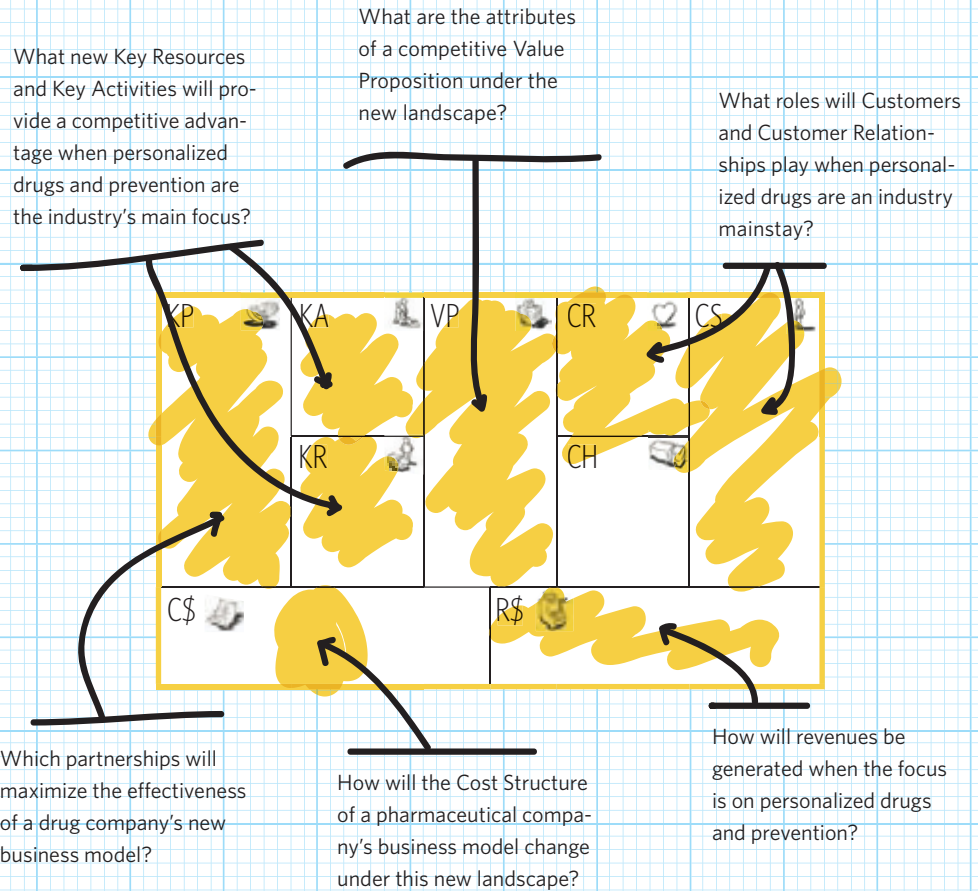 What are the attributes
of a competitive Value
Proposition under the
new landscape?
What new Key Resources
and Key Activities will pro-
vide a competitive advan-
tage when personalized
drugs and prevention are
the industry's main focus?
What roles will Customers
and Customer Relation-
ships play when personal-
ized drugs are an industry
mainstay?
KP
KA
VP
CR
CS
KR
CH
C$
R$
Which partnerships will
maximize the effectiveness
of a drug company's new
business model?
How will the Cost Structure
of a pharmaceutical compa-
ny's business model change
under this new landscape?
How will revenues be
generated when the focus
is on personalized drugs
and prevention?